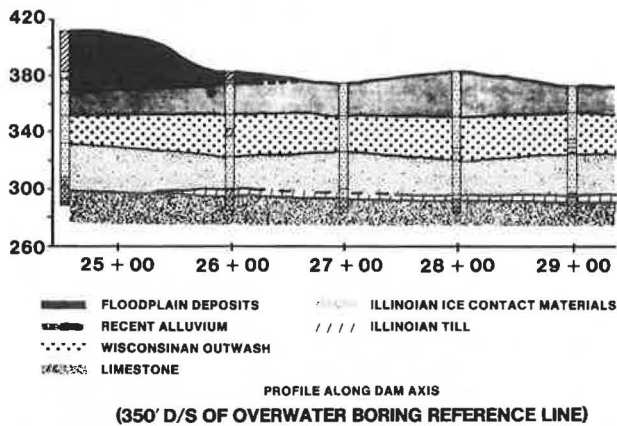 420
380
340
300
260
25 + 00 26 + 00 27 + 00 28 + 00 29 + 00
FLOODPLAIN DEPOSITS
RECENT ALLUVIUM
WISCONSINAN OUTWASH
LIMESTONE
ILLINOIAN ICE CONTACT MATERIALS
ILLINOIAN TILL
PROFILE ALONG DAM AXIS
(350' D/S OF OVERWATER BORING REFERENCE LINE)